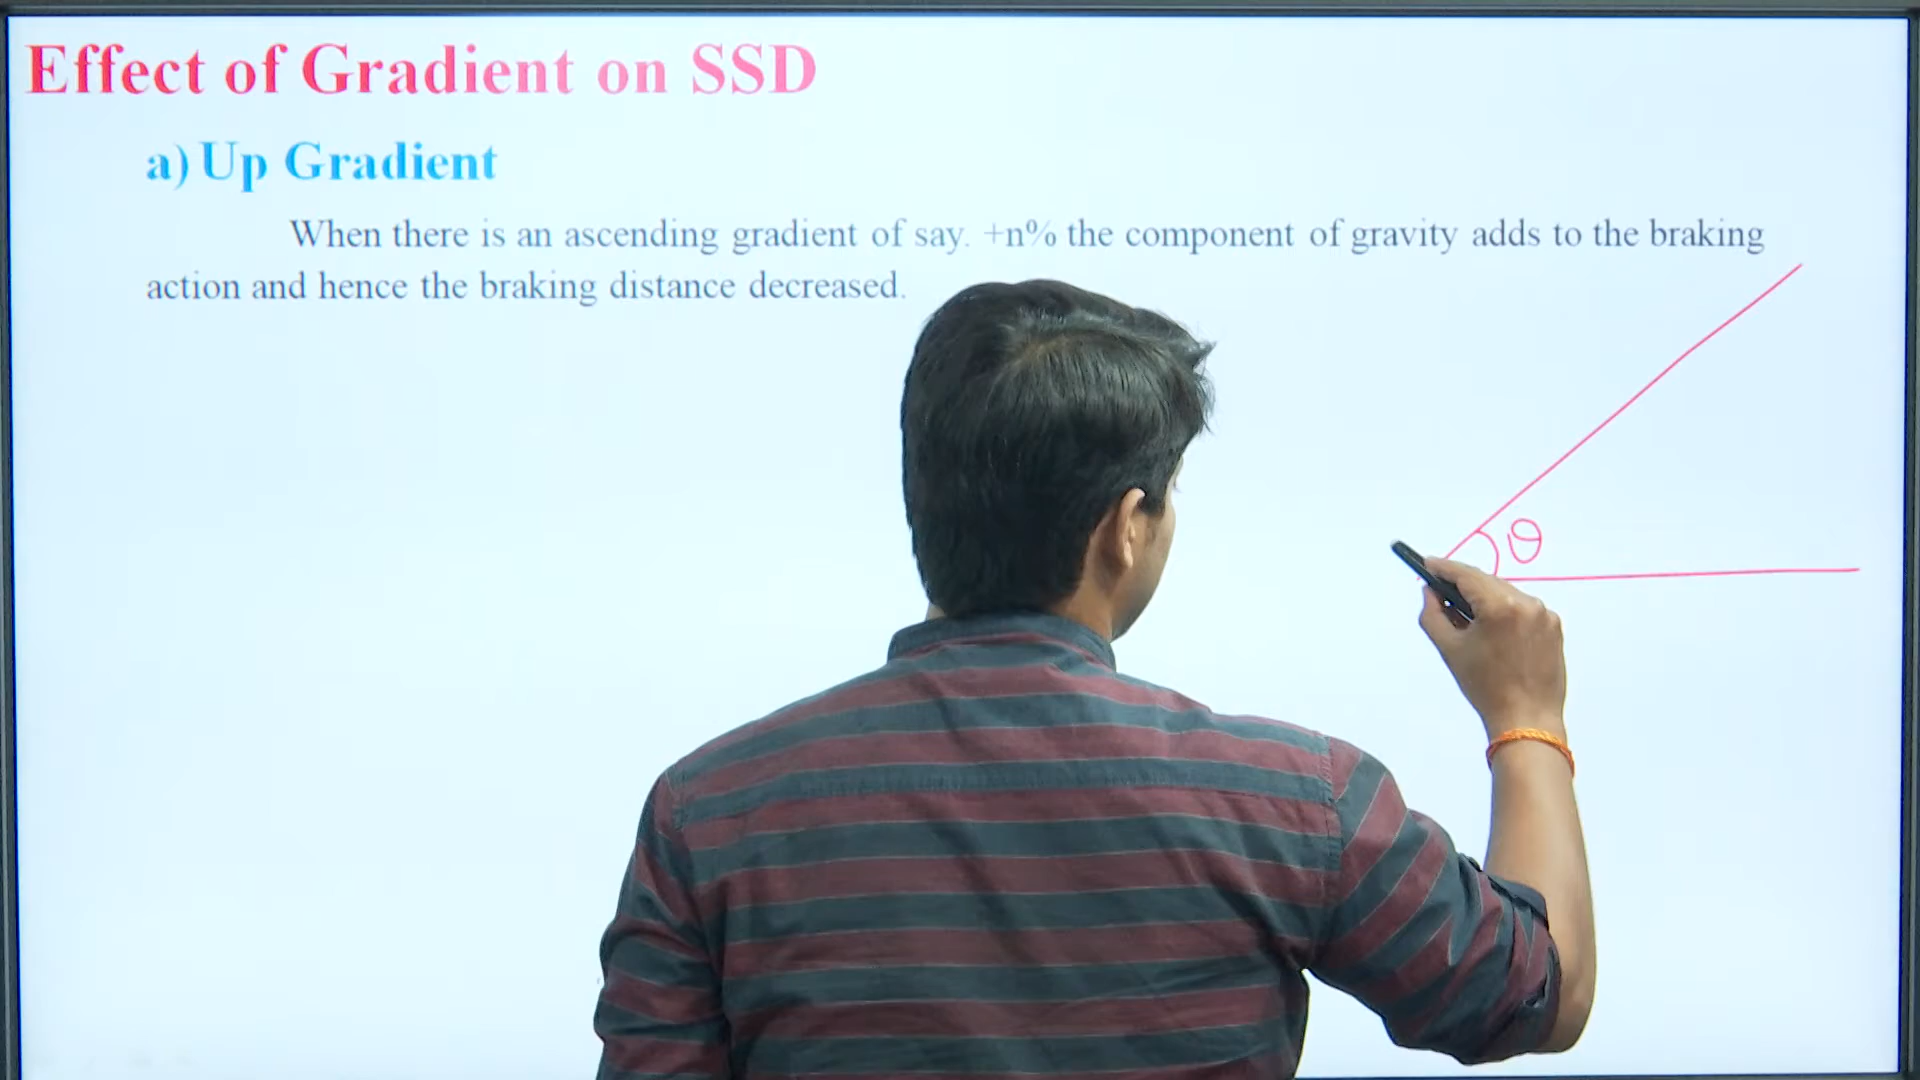 Effect of Gradient on SSD
a) Up Gradient
When there is an ascending gradient of say. +n% the component of gravity adds to the braking
action and hence the braking distance decreased.
θ